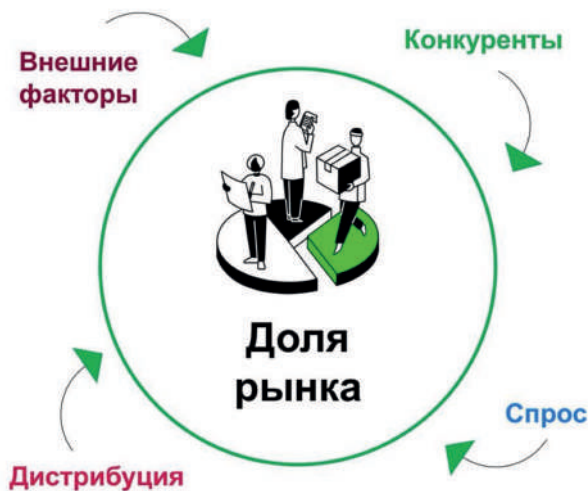 Внешние
факторы
Конкуренты
Доля
рынка
Спрос
Дистрибуция